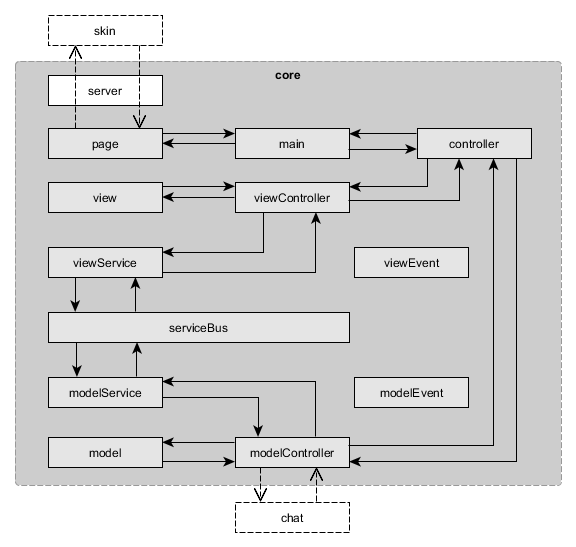 skin
core
server
page
main
controller
view
viewController
viewService
viewEvent
serviceBus
modelService
modelEvent
model
modelController
chat